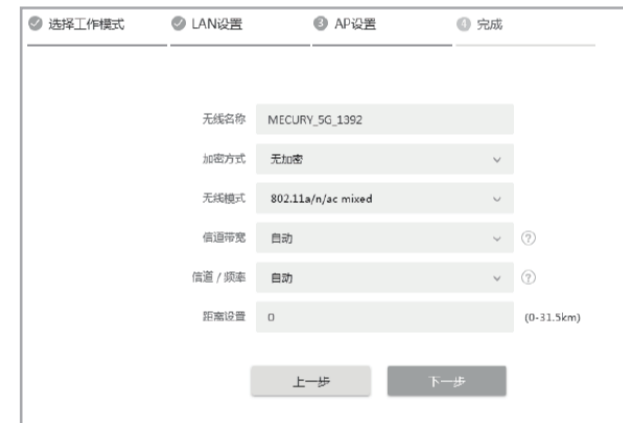 选择工作模式 LAN设置 3 AP设置 4 完成
无线名称 MECURY_5G_1392
加密方式 无加密
无线模式 802.11a/n/ac mixed
信道带宽 自动 ?
信道 / 频率 自动 ?
距离设置 0 (0-31.5km)
上一步 下一步